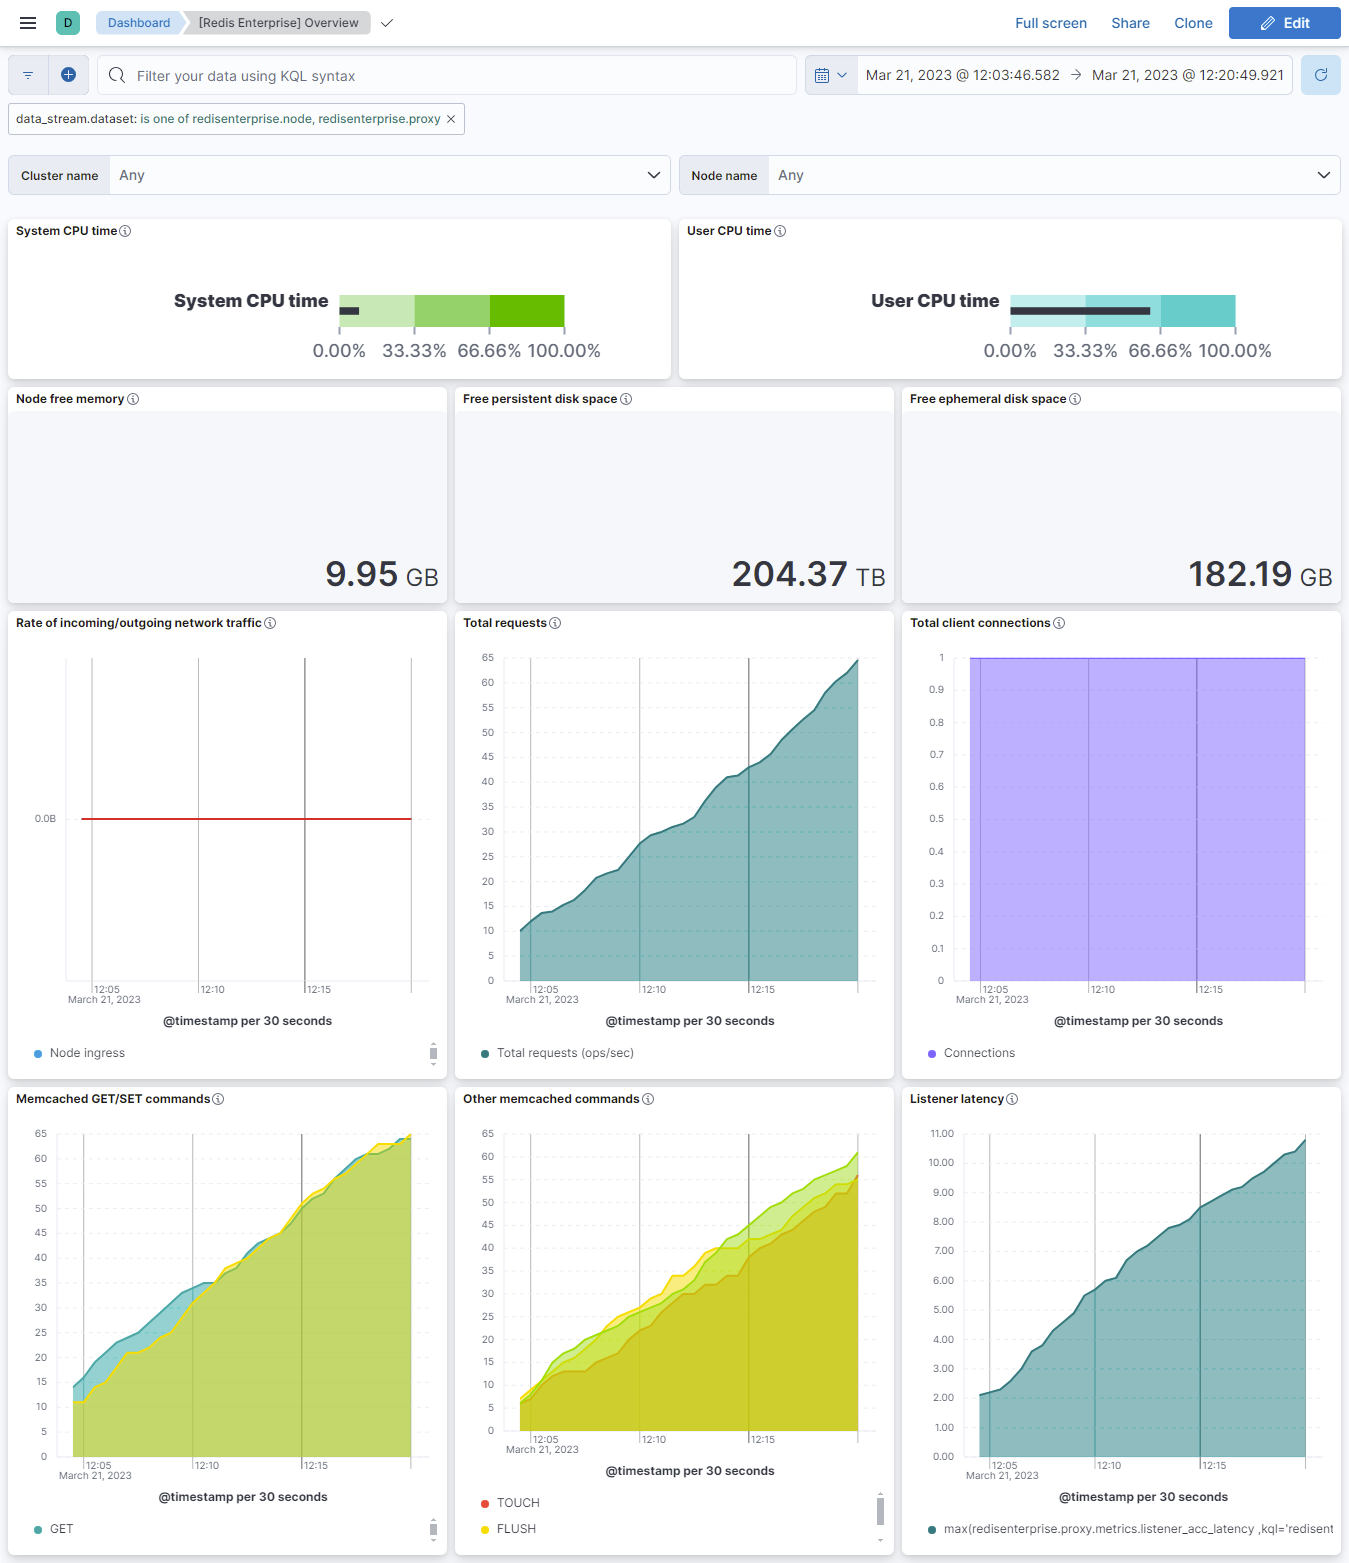 D Dashboard [Redis Enterprise] Overview Full screen Share Clone Edit
Filter your data using KQL syntax Mar 21, 2023 @ 12:03:46.582 → Mar 21, 2023 @ 12:20:49.921
data_stream.dataset: is one of redisenterprise.node, redisenterprise.proxy ×
Cluster name Any Node name Any
System CPU time
System CPU time
0.00% 33.33% 66.66% 100.00%
User CPU time
User CPU time
0.00% 33.33% 66.66% 100.00%
Node free memory
9.95 GB
Free persistent disk space
204.37 TB
Free ephemeral disk space
182.19 GB
Rate of incoming/outgoing network traffic
0.0B
12:05 12:10 12:15
March 21, 2023
@timestamp per 30 seconds
Node ingress
Total requests
65
60
55
50
45
40
35
30
25
20
15
10
5
0
12:05 12:10 12:15
March 21, 2023
@timestamp per 30 seconds
Total requests (ops/sec)
Total client connections
1
0.9
0.8
0.7
0.6
0.5
0.4
0.3
0.2
0.1
0
12:05 12:10 12:15
March 21, 2023
@timestamp per 30 seconds
Connections
Memcached GET/SET commands
65
60
55
50
45
40
35
30
25
20
15
10
5
0
12:05 12:10 12:15
March 21, 2023
@timestamp per 30 seconds
GET
Other memcached commands
65
60
55
50
45
40
35
30
25
20
15
10
5
0
12:05 12:10 12:15
March 21, 2023
@timestamp per 30 seconds
TOUCH
FLUSH
Listener latency
11.00
10.00
9.00
8.00
7.00
6.00
5.00
4.00
3.00
2.00
1.00
0.00
12:05 12:10 12:15
March 21, 2023
@timestamp per 30 seconds
max(redisenterprise.proxy.metrics.listener_acc_latency ,kql='redisent